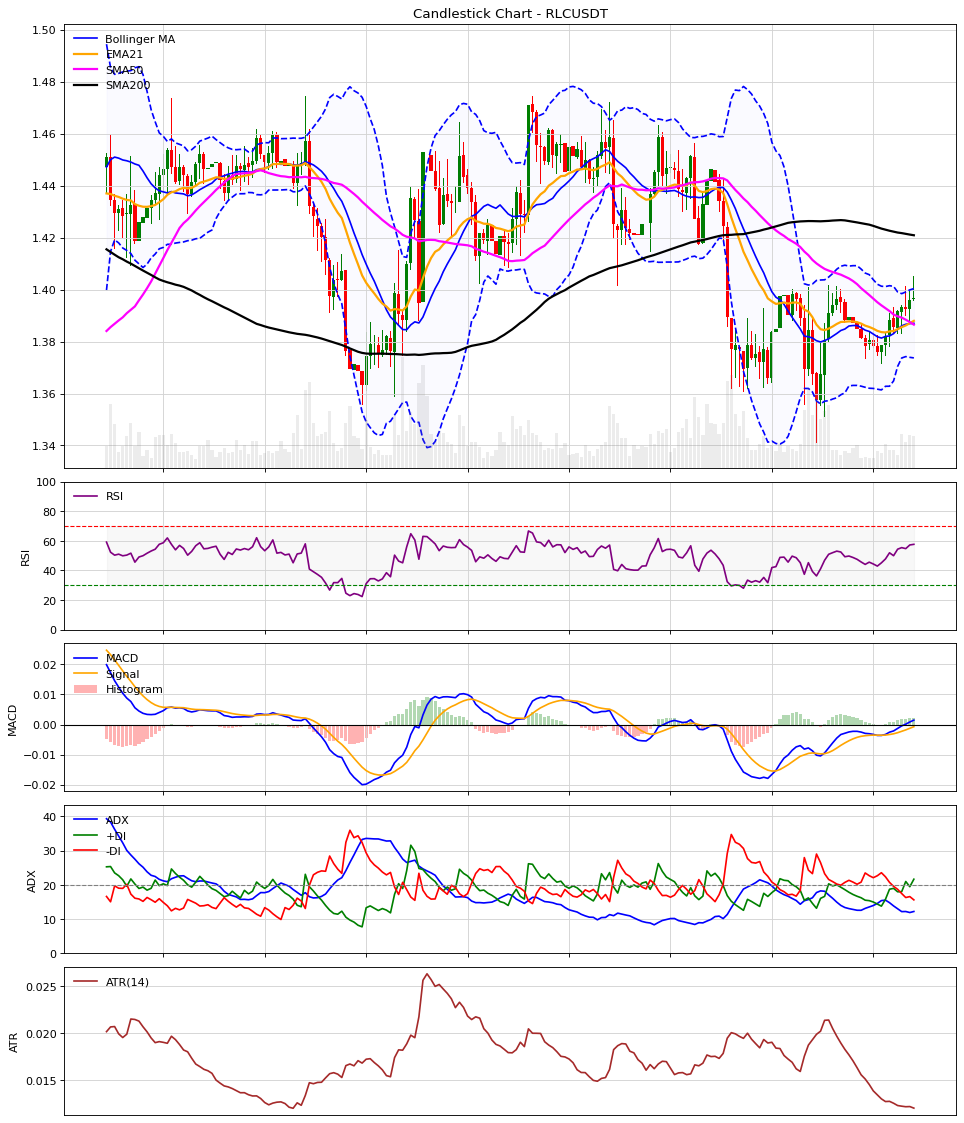 Candlestick Chart - RLCUSDT
1.50
1.48
1.46
1.44
1.42
1.40
1.38
1.36
1.34
Bollinger MA
EMA21
SMA50
SMA200
100
80
60
40
20
0
RSI
RSI
0.02
0.01
0.00
−0.01
−0.02
MACD
MACD
Signal
Histogram
40
30
20
10
0
ADX
ADX
+DI
-DI
0.025
0.020
0.015
ATR
ATR(14)